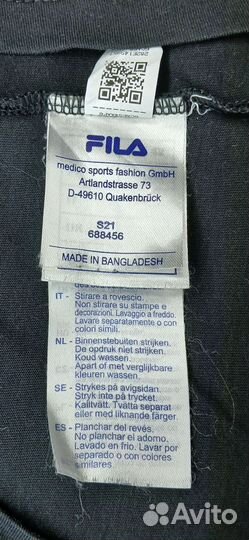 FILA
medico sports fashion GmbH
Artlandstrasse 73
D-49610 Quakenbrück
S21
688456
MADE IN BANGLADESH
IT - Stirare a rovescio.
Non stirare su stampe e
decorazioni. Lavaggio a freddo.
Lavare separatamente o con
colori simili.
NL - Binnenstebuiten strijken.
De opdruk niet strijken.
Koud wassen.
Apart of met vergelijkbare
kleuren wassen.
SE - Strykes på avigsidan.
Stryk inte på trycket.
Kalltvätt. Tvätta separat
eller med liknande färger.
ES - Planchar del revés.
No planchar el adorno.
Lavado en frío. Lavar por
separado o con colores
similares.
Avito